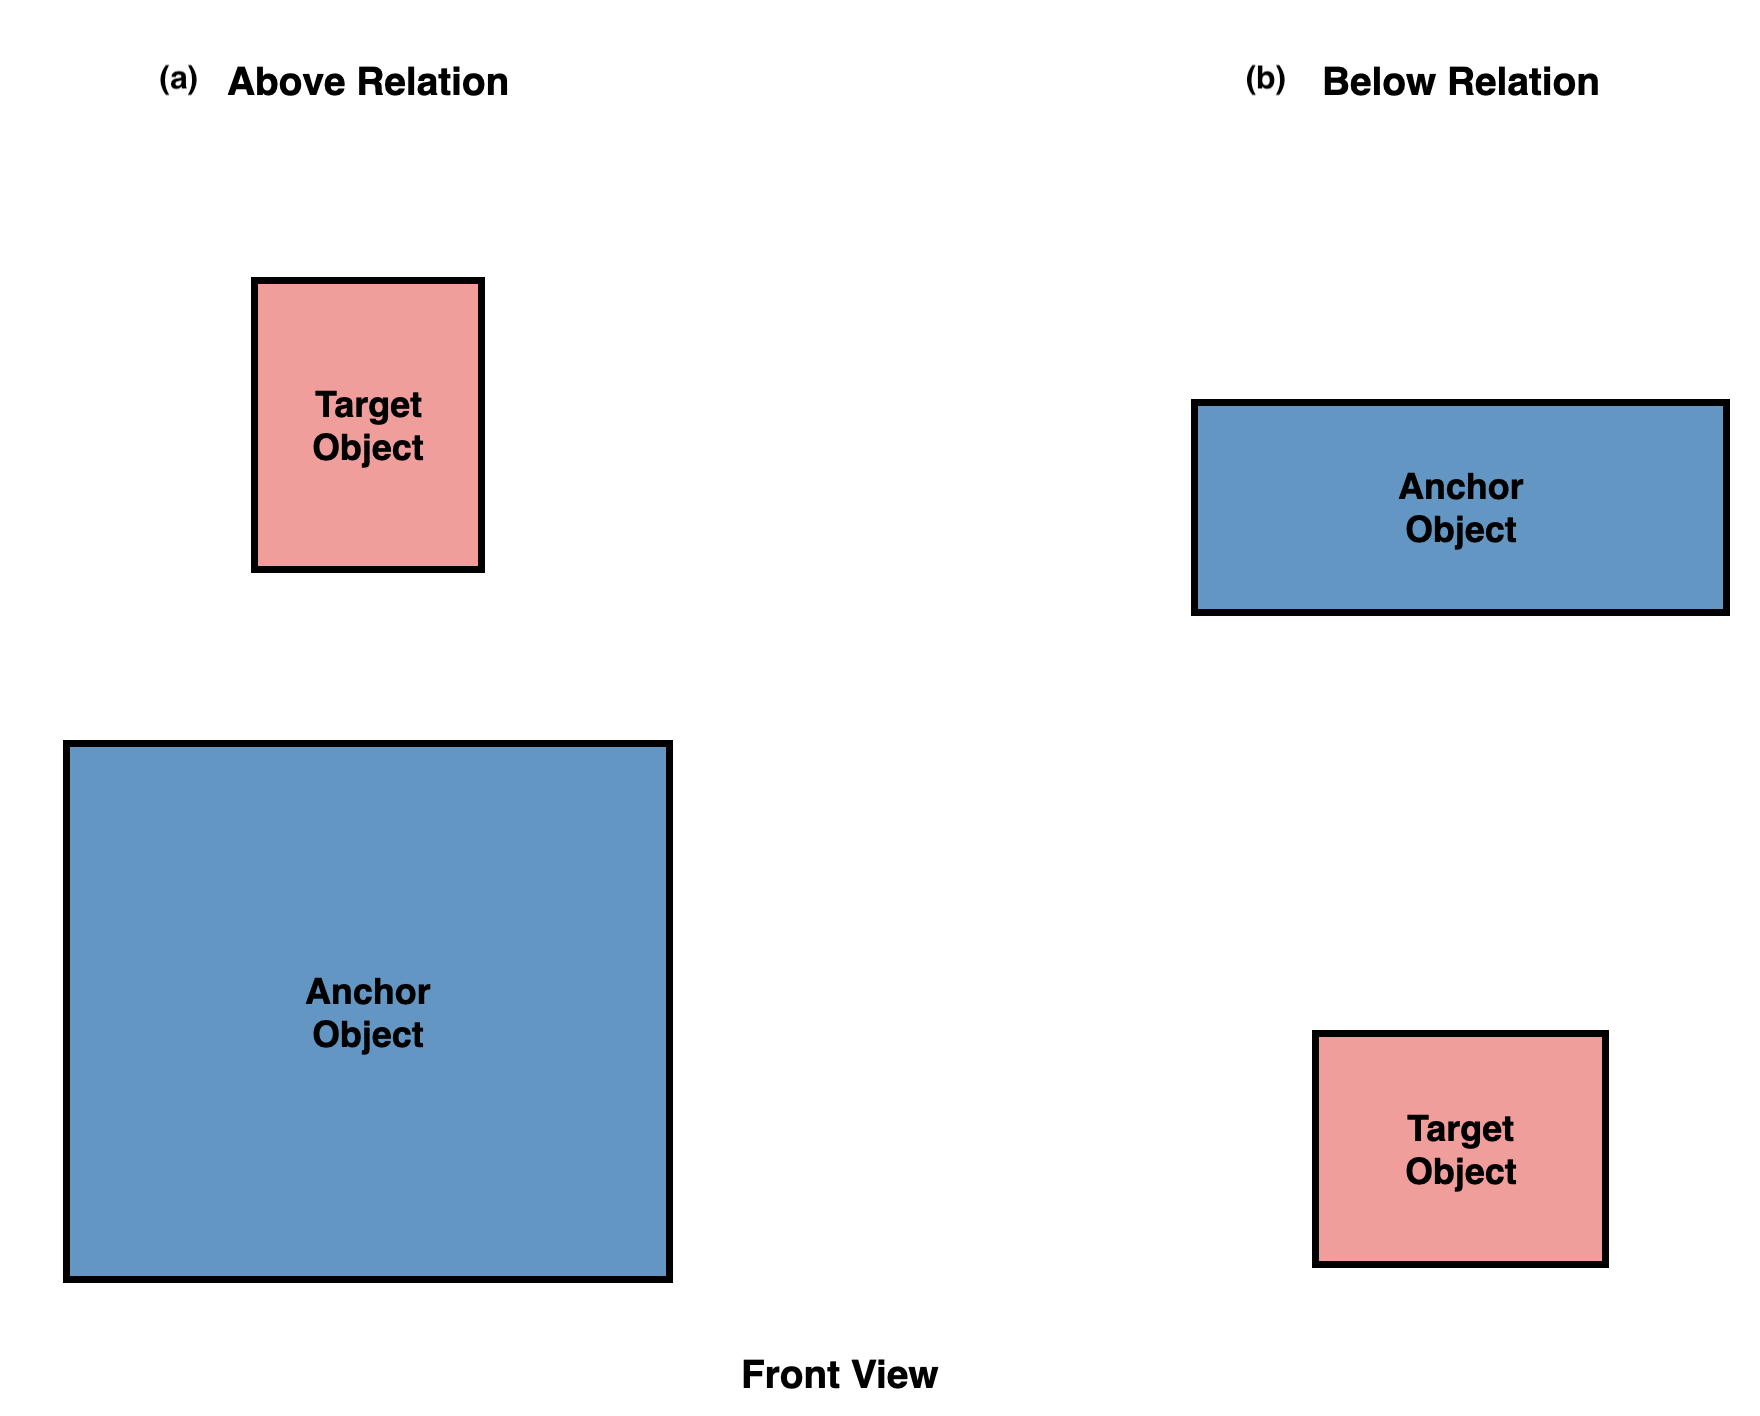 (a) Above Relation
Target
Object
Anchor
Object
(b) Below Relation
Anchor
Object
Target
Object
Front View